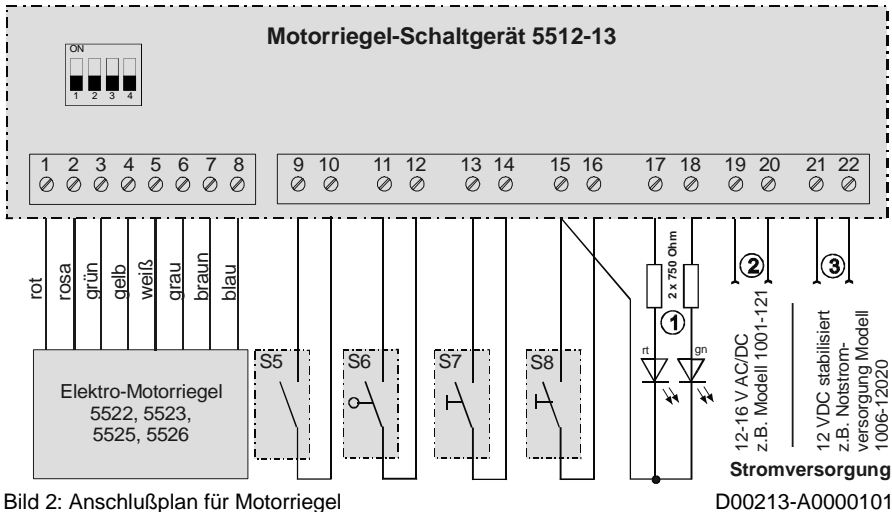 Motorriegel-Schaltgerät 5512-13
ON
1 2 3 4
1 2 3 4 5 6 7 8 9 10 11 12 13 14 15 16 17 18 19 20 21 22
rot
rosa
grün
gelb
weiß
grau
braun
blau
2 x 750 Ohm
1
2
3
rt
gn
S5
S6
S7
S8
Elektro-Motorriegel
5522, 5523,
5525, 5526
12-16 V AC/DC
z.B. Modell 1001-121
12 VDC stabilisiert
z.B. Notstrom-
versorgung Modell
1006-12020
Stromversorgung
Bild 2: Anschlußplan für Motorriegel
D00213-A0000101